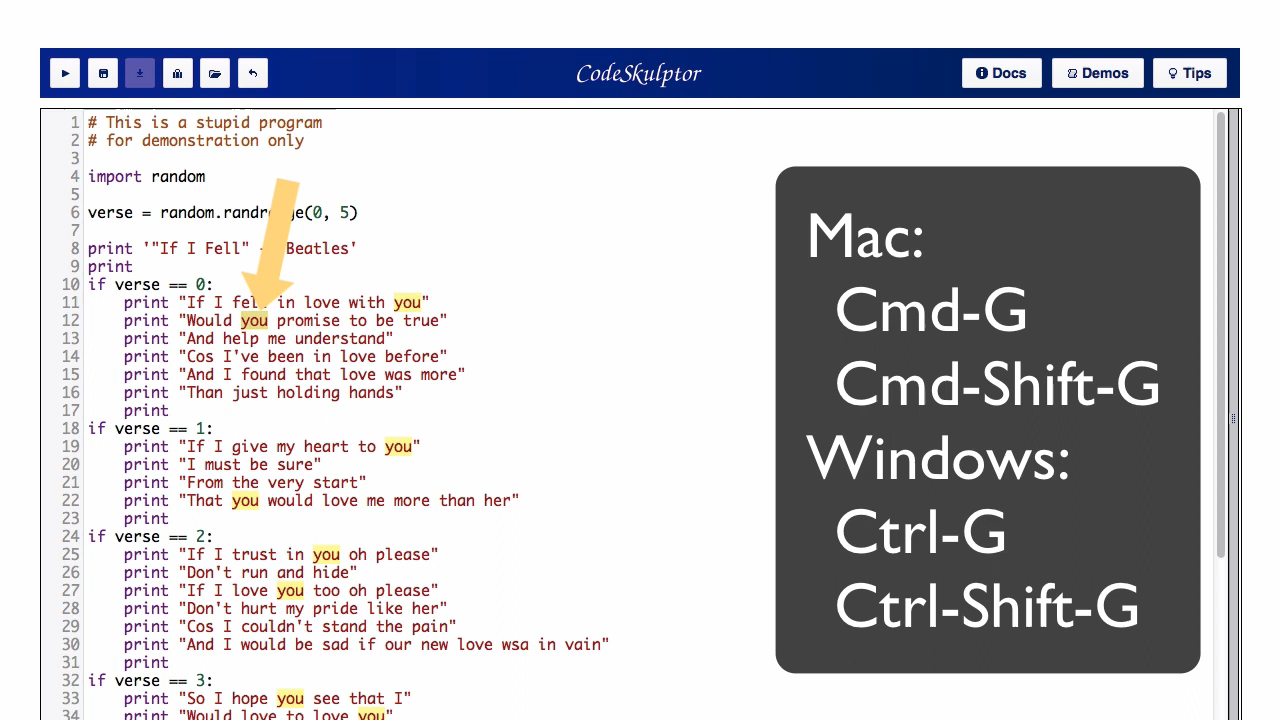 CodeSkulptor
Docs
Demos
Tips
1 # This is a stupid program
2 # for demonstration only
3
4 import random
5
6 verse = random.randrange(0, 5)
7
8 print '"If I Fell" - Beatles'
9 print
10 if verse == 0:
11 print "If I fell in love with you"
12 print "Would you promise to be true"
13 print "And help me understand"
14 print "Cos I've been in love before"
15 print "And I found that love was more"
16 print "Than just holding hands"
17 print
18 if verse == 1:
19 print "If I give my heart to you"
20 print "I must be sure"
21 print "From the very start"
22 print "That you would love me more than her"
23 print
24 if verse == 2:
25 print "If I trust in you oh please"
26 print "Don't run and hide"
27 print "If I love you too oh please"
28 print "Don't hurt my pride like her"
29 print "Cos I couldn't stand the pain"
30 print "And I would be sad if our new love wsa in vain"
31 print
32 if verse == 3:
33 print "So I hope you see that I"
34 print "Would love to love you"
Mac:
Cmd-G
Cmd-Shift-G
Windows:
Ctrl-G
Ctrl-Shift-G